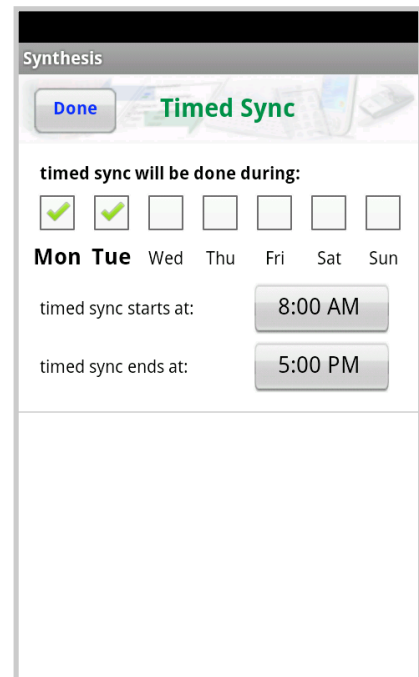 Synthesis
Done
Timed Sync
timed sync will be done during:
Mon Tue Wed Thu Fri Sat Sun
timed sync starts at: 8:00 AM
timed sync ends at: 5:00 PM